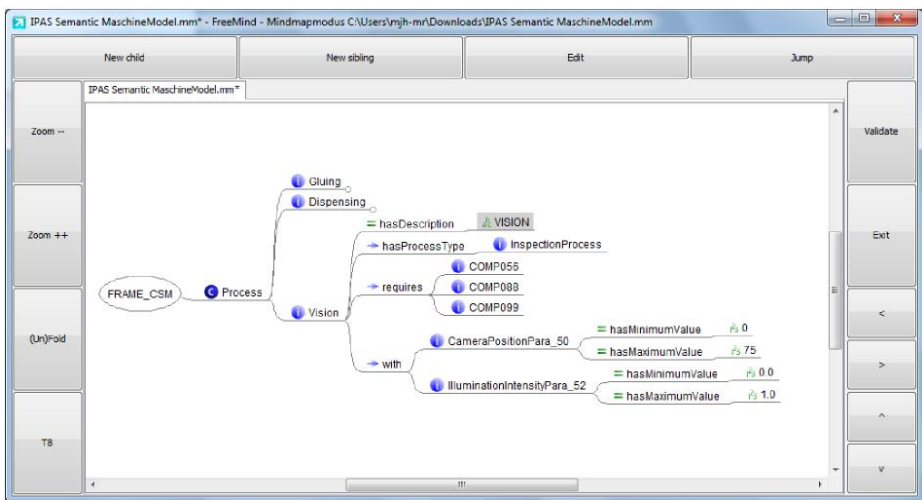 IPAS Semantic MaschineModel.mm* - FreeMind - Mindmapmodus C:\Users\mjh-mr\Downloads\IPAS Semantic MaschineModel.mm
New child
New sibling
Edit
Jump
IPAS Semantic MaschineModel.mm*
Zoom --
Validate
Gluing
Dispensing
hasDescription
VISION
Zoom ++
hasProcessType
InspectionProcess
Exit
COMP056
FRAME_CSM
Process
requires
COMP088
Vision
COMP099
<
(Un)Fold
CameraPositionPara_50
hasMinimumValue
0
hasMaximumValue
75
with
>
IlluminationIntensityPara_52
hasMinimumValue
0.0
hasMaximumValue
1.0
^
T8
v